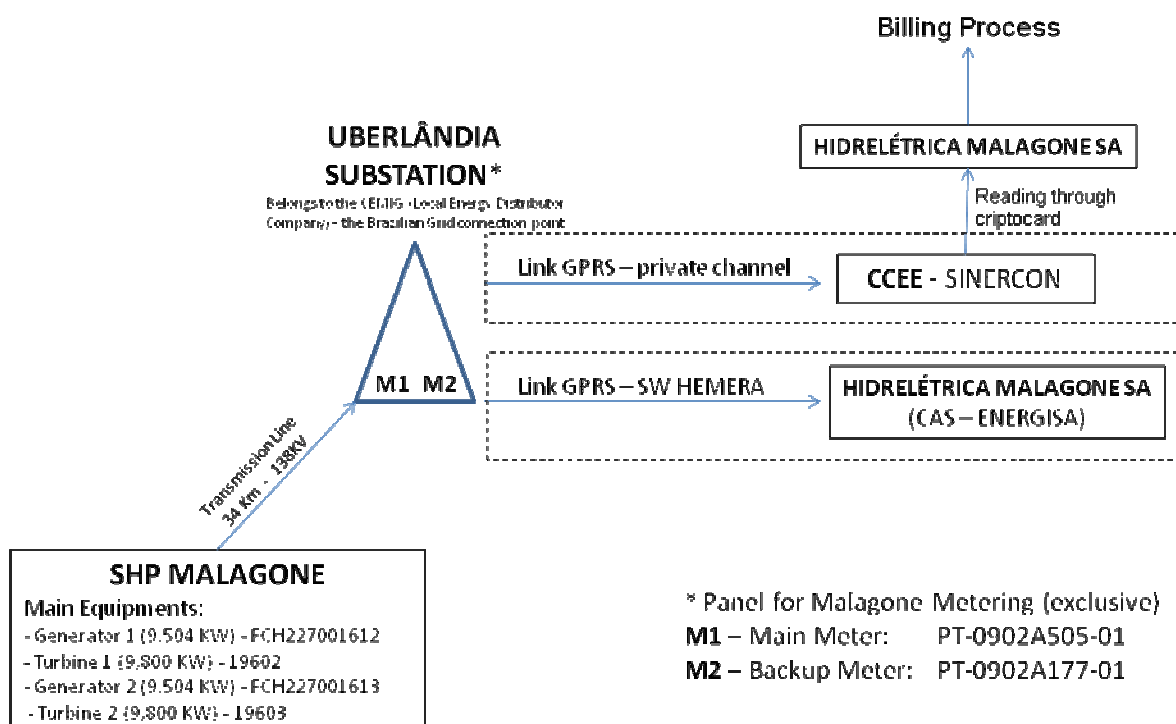 Billing Process
HIDRELÉTRICA MALAGONE SA
Reading through
criptocard
UBERLÂNDIA
SUBSTATION*
Belongs to the CEMIG - Local Energy Distributor
Company - the Brazilian Grid connection point
Link GPRS – private channel
CCEE - SINERCON
M1 M2
Link GPRS – SW HEMERA
HIDRELÉTRICA MALAGONE SA
(CAS – ENERGISA)
Transmission Line
34 Km - 138KV
SHP MALAGONE
Main Equipments:
- Generator 1 (9.504 KW) - FCH227001612
- Turbine 1 (9,800 KW) - 19602
- Generator 2 (9.504 KW) - FCH227001613
- Turbine 2 (9,800 KW) - 19603
* Panel for Malagone Metering (exclusive)
M1 – Main Meter: PT-0902A505-01
M2 – Backup Meter: PT-0902A177-01